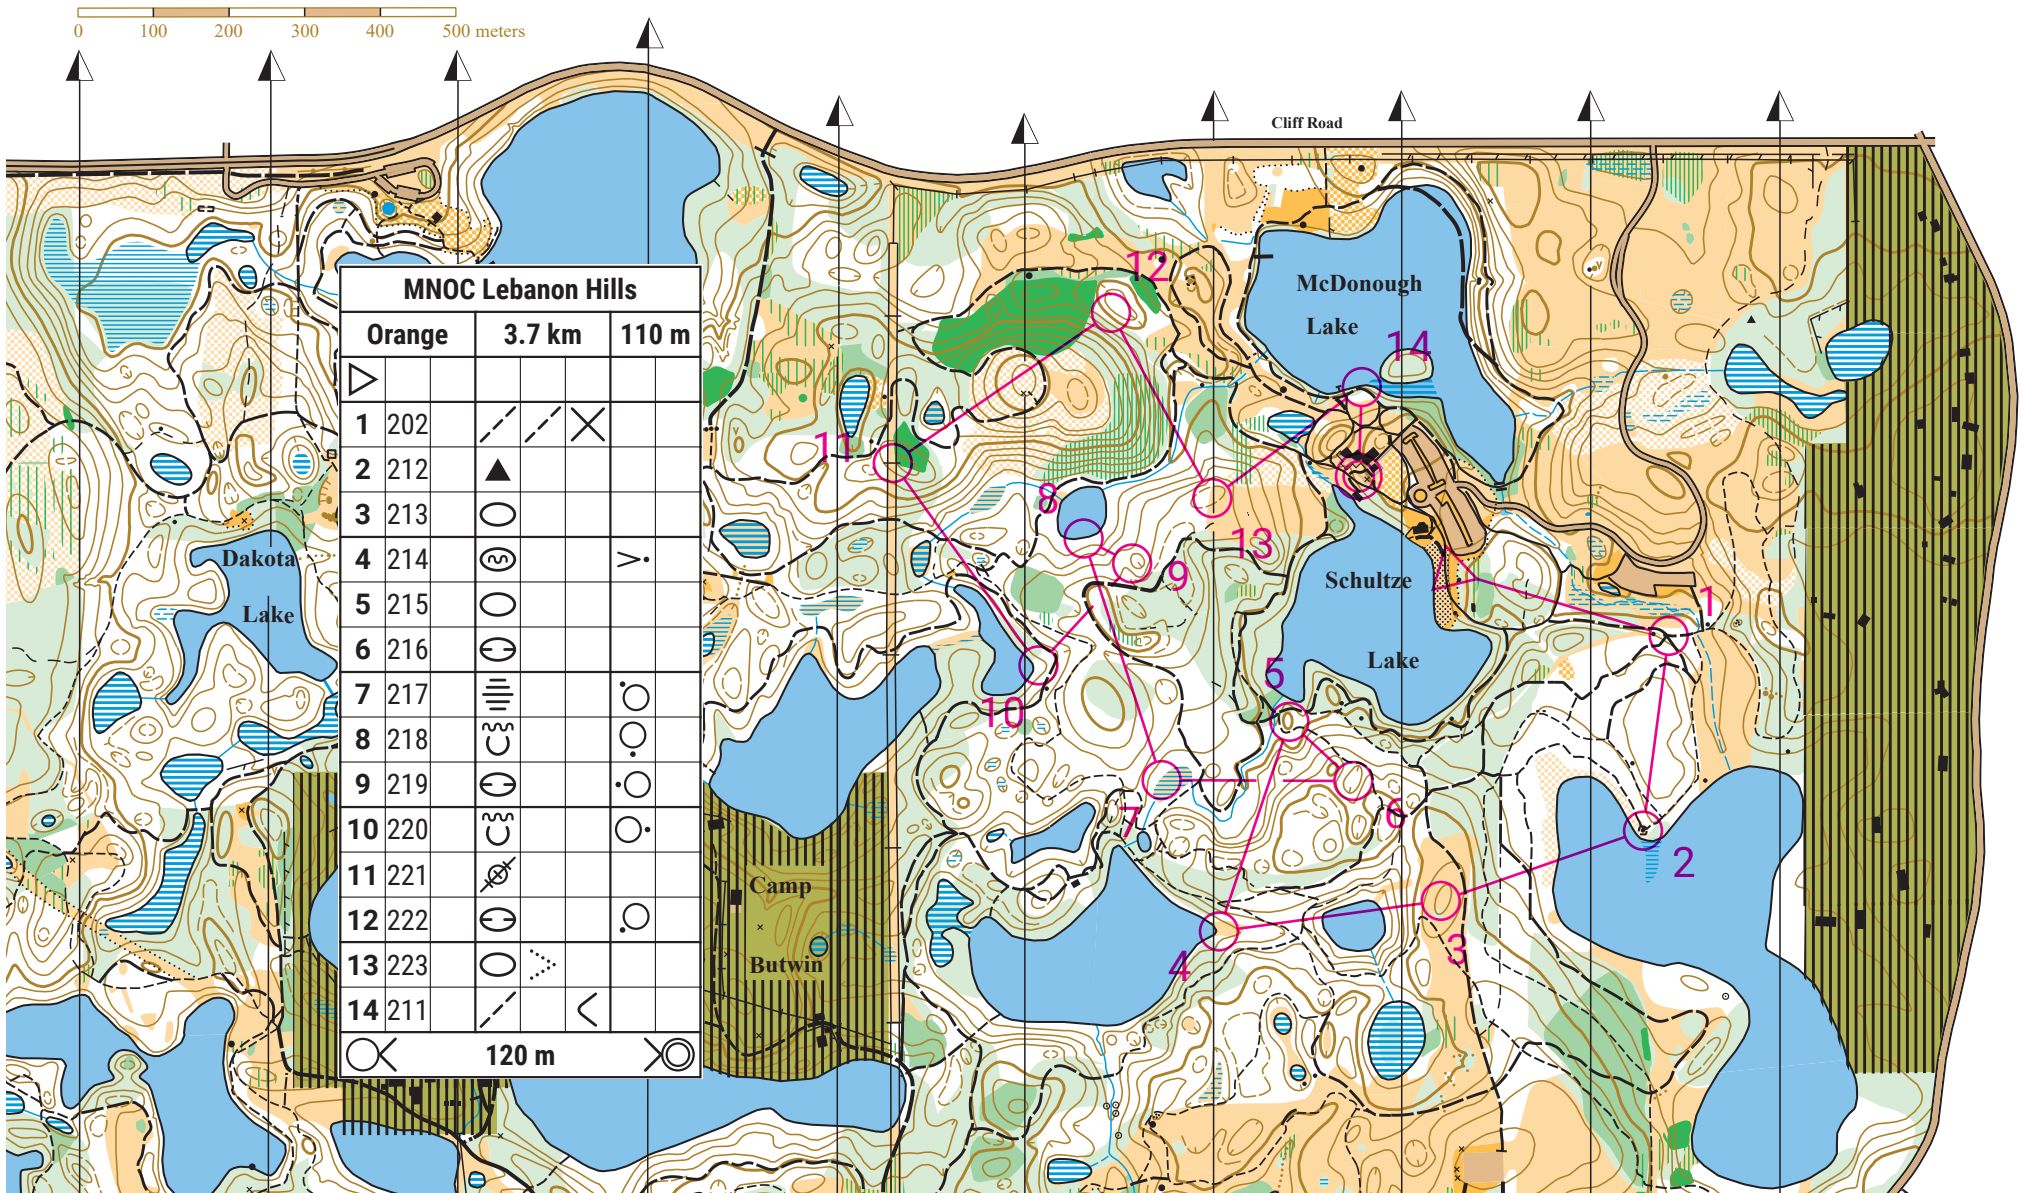 0 100 200 300 400 500 meters
Cliff Road
McDonough
Lake
Dakota
Lake
Schultze
Lake
Camp
Butwin
MNOC Lebanon Hills
Orange 3.7 km 110 m
1 202
2 212
3 213
4 214
5 215
6 216
7 217
8 218
9 219
10 220
11 221
12 222
13 223
14 211
120 m
12
14
11
8
13
9
1
5
10
7
6
2
3
4